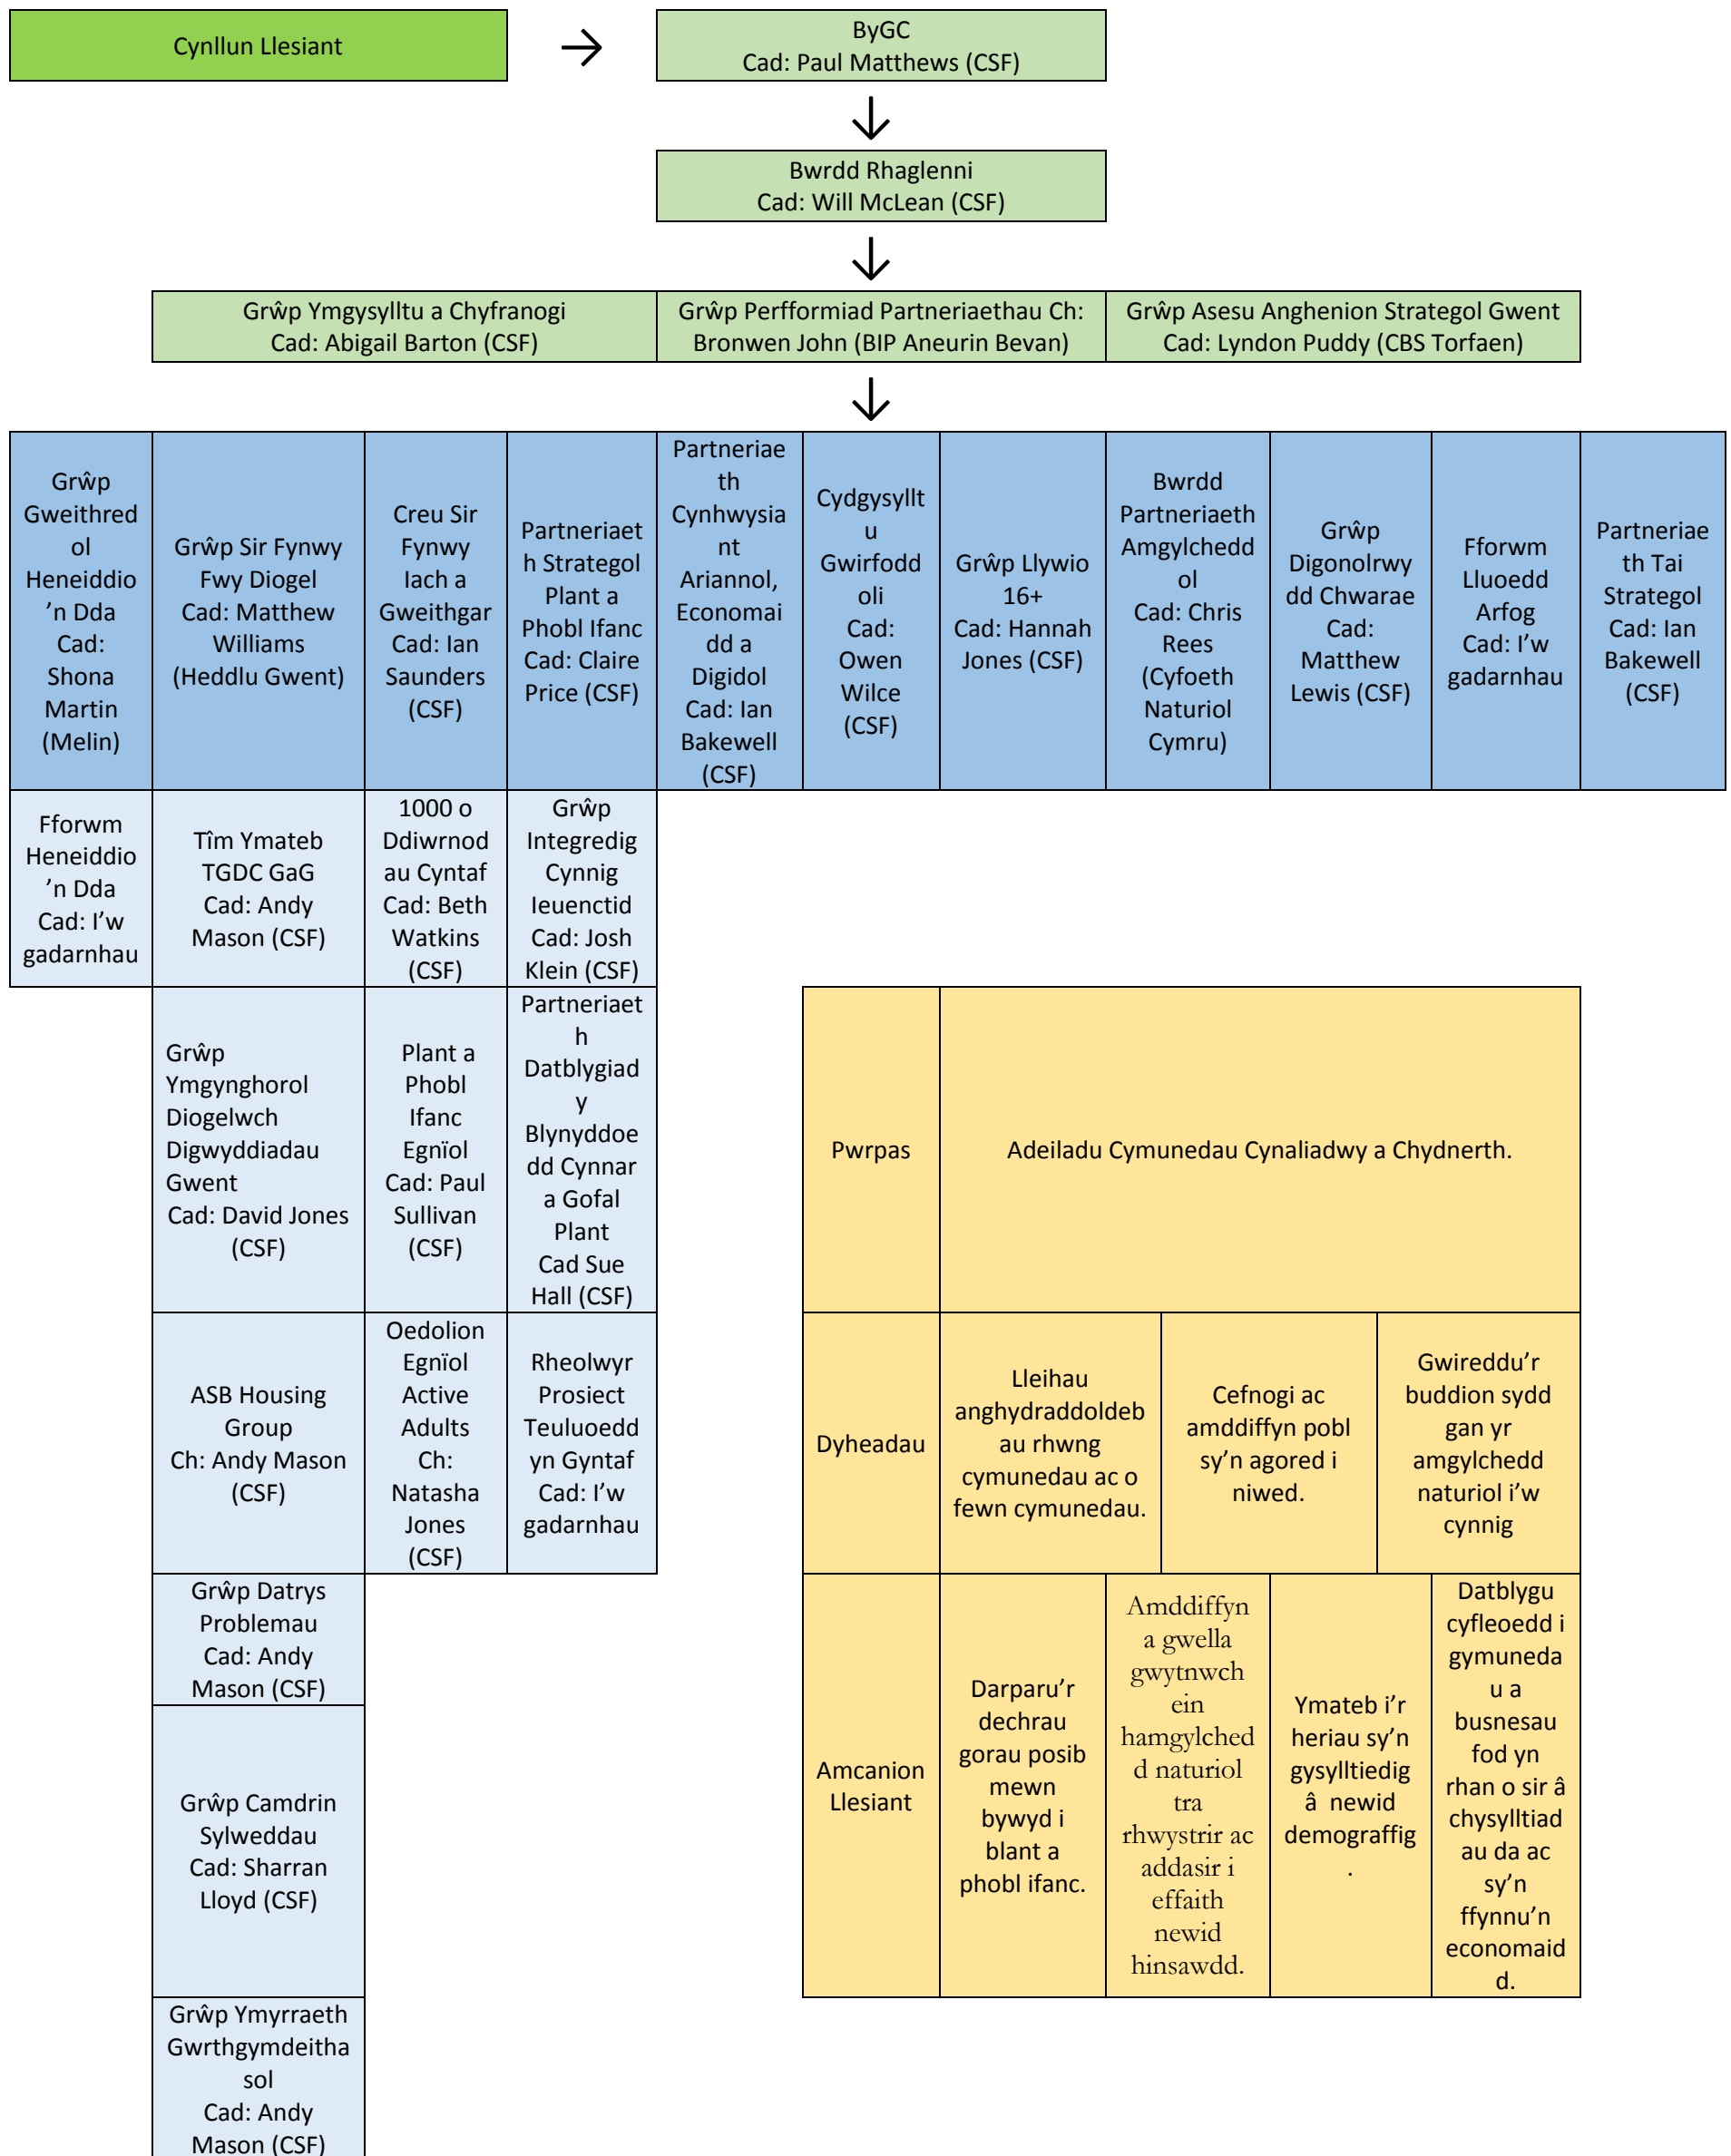 Cynllun Llesiant
ByGC
Cad: Paul Matthews (CSF)
Bwrdd Rhaglenni
Cad: Will McLean (CSF)
Grŵp Ymgysylltu a Chyfranogi
Cad: Abigail Barton (CSF)
Grŵp Perfformiad Partneriaethau Ch:
Bronwen John (BIP Aneurin Bevan)
Grŵp Asesu Anghenion Strategol Gwent
Cad: Lyndon Puddy (CBS Torfaen)
Grŵp
Gweithred
ol
Heneiddio
'n Dda
Cad:
Shona
Martin
(Melin)
Grŵp Sir Fynwy
Fwy Diogel
Cad: Matthew
Williams
(Heddlu Gwent)
Creu Sir
Fynwy
Iach a
Gweithgar
Cad: Ian
Saunders
(CSF)
Partneriaet
h Strategol
Plant a
Phobl Ifanc
Cad: Claire
Price (CSF)
Partneriae
th
Cynhwysia
nt
Ariannol,
Economai
dd a
Digidol
Cad: Ian
Bakewell
(CSF)
Cydgysyllt
u
Gwirfodd
oli
Cad:
Owen
Wilce
(CSF)
Grŵp Llywio
16+
Cad: Hannah
Jones (CSF)
Bwrdd
Partneriaeth
Amgylchedd
ol
Cad: Chris
Rees
(Cyfoeth
Naturiol
Cymru)
Grŵp
Digonolrwy
dd Chwarae
Cad:
Matthew
Lewis (CSF)
Fforwm
Lluoedd
Arfog
Cad: I'w
gadarnhau
Partneriae
th Tai
Strategol
Cad: Ian
Bakewell
(CSF)
Fforwm
Heneiddio
'n Dda
Cad: I'w
gadarnhau
Tîm Ymateb
TGDC GaG
Cad: Andy
Mason (CSF)
1000 o
Ddiwrnod
au Cyntaf
Cad: Beth
Watkins
(CSF)
Grŵp
Integredig
Cynnig
Ieuenctid
Cad: Josh
Klein (CSF)
Grŵp
Ymgynghorol
Diogelwch
Digwyddiadau
Gwent
Cad: David Jones
(CSF)
Plant a
Phobl
Ifanc
Egnïol
Cad: Paul
Sullivan
(CSF)
Partneriaet
h
Datblygiad
y
Blynyddoe
dd Cynnar
a Gofal
Plant
Cad Sue
Hall (CSF)
Pwrpas
Adeiladu Cymunedau Cynaliadwy a Chydnerth.
ASB Housing
Group
Ch: Andy Mason
(CSF)
Oedolion
Egnïol
Active
Adults
Ch:
Natasha
Jones
(CSF)
Rheolwyr
Prosiect
Teuluoedd
yn Gyntaf
Cad: I'w
gadarnhau
Dyheadau
Lleihau
anghydraddoldeb
au rhwng
cymunedau ac o
fewn cymunedau.
Cefnogi ac
amddiffyn pobl
sy'n agored i
niwed.
Gwireddu'r
buddion sydd
gan yr
amgylchedd
naturiol i'w
cynnig
Grŵp Datrys
Problemau
Cad: Andy
Mason (CSF)
Grŵp Camdrin
Sylweddau
Cad: Sharran
Lloyd (CSF)
Amcanion
Llesiant
Darparu'r
dechrau
gorau posib
mewn
bywyd i
blant a
phobl ifanc.
Amddiffyn
a gwella
gwytnwch
ein
hamgylched
d naturiol
tra
rhwystrir ac
addasir i
effaith
newid
hinsawdd.
Ymateb i'r
heriau sy'n
gysylltiedig
â newid
demograffig
.
Datblygu
cyfleoedd i
gymuneda
u a
busnesau
fod yn
rhan o sir â
chysylltiad
au da ac
sy'n
ffynnu'n
economaid
d.
Grŵp Ymyrraeth
Gwrthgymdeitha
sol
Cad: Andy
Mason (CSF)